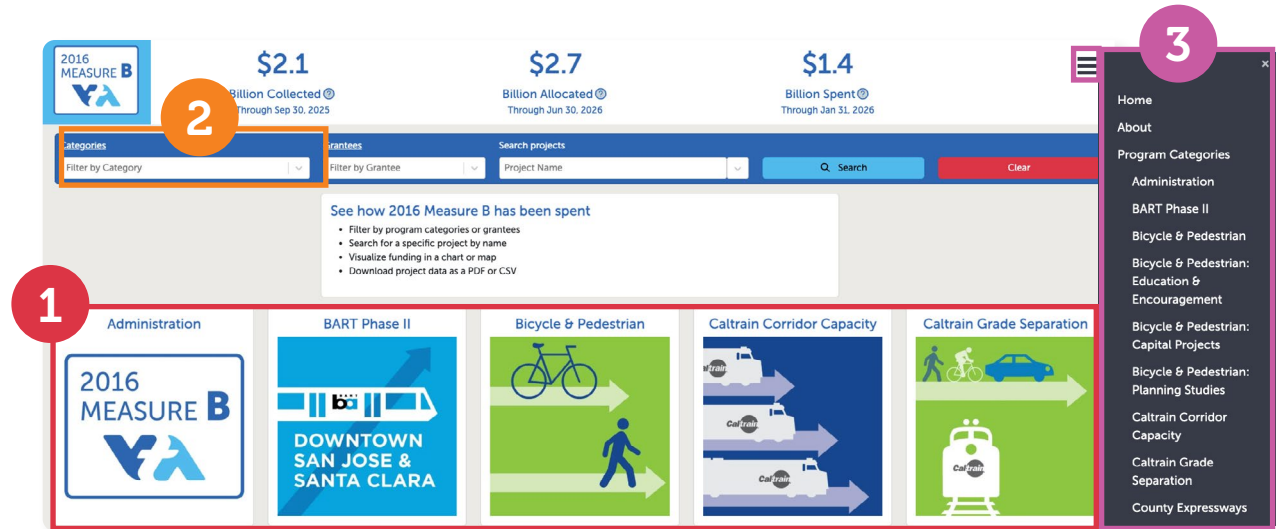 2016
MEASURE B
VTA
$2.1
Billion Collected
Through Sep 30, 2025
$2.7
Billion Allocated
Through Jun 30, 2026
$1.4
Billion Spent
Through Jan 31, 2026
3
×
2
Categories
Grantees
Search projects
Filter by Category
Filter by Grantee
Project Name
Search
Clear
See how 2016 Measure B has been spent
• Filter by program categories or grantees
• Search for a specific project by name
• Visualize funding in a chart or map
• Download project data as a PDF or CSV
1
Administration
BART Phase II
Bicycle & Pedestrian
Caltrain Corridor Capacity
Caltrain Grade Separation
2016
MEASURE B
VTA
ba
DOWNTOWN
SAN JOSE &
SANTA CLARA
Caltrain
Caltrain
Caltrain
Caltrain
Home
About
Program Categories
Administration
BART Phase II
Bicycle & Pedestrian
Bicycle & Pedestrian:
Education &
Encouragement
Bicycle & Pedestrian:
Capital Projects
Bicycle & Pedestrian:
Planning Studies
Caltrain Corridor
Capacity
Caltrain Grade
Separation
County Expressways